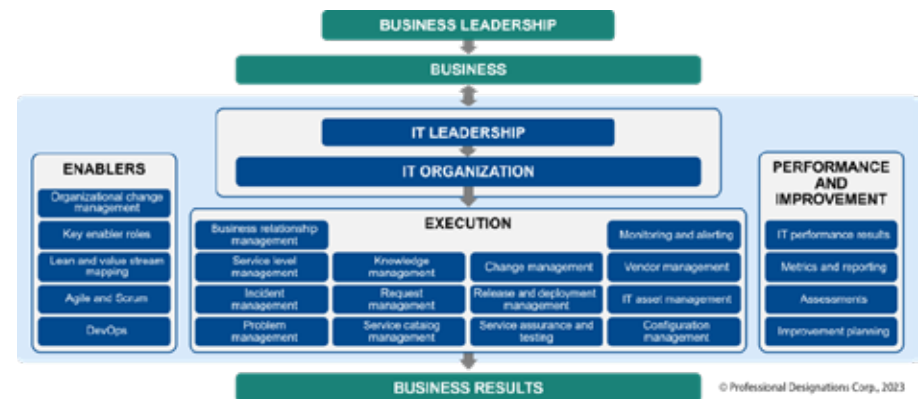 BUSINESS LEADERSHIP
BUSINESS
IT LEADERSHIP
IT ORGANIZATION
ENABLERS
Organizational change
management
Key enabler roles
Lean and value stream
mapping
Agile and Scrum
DevOps
EXECUTION
Business relationship
management
Service level
management
Incident
management
Problem
management
Knowledge
management
Request
management
Service catalog
management
Change management
Release and deployment
management
Service assurance and
testing
Monitoring and alerting
Vendor management
IT asset management
Configuration
management
PERFORMANCE
AND
IMPROVEMENT
IT performance results
Metrics and reporting
Assessments
Improvement planning
BUSINESS RESULTS
© Professional Designations Corp., 2023